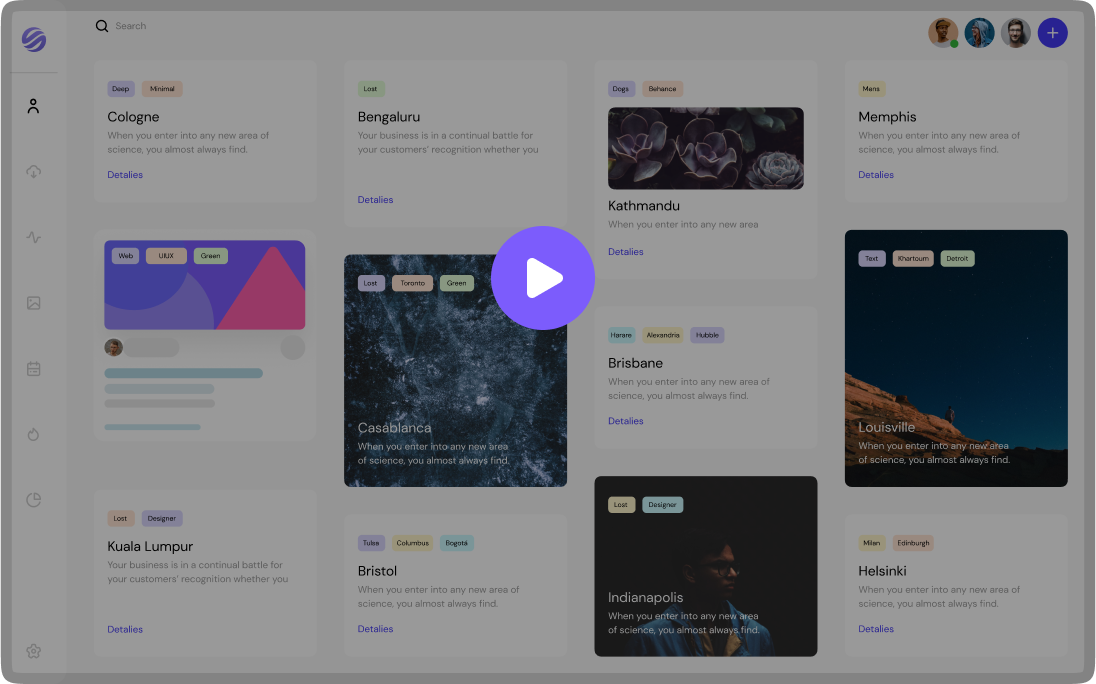 Search
Deep
Minimal
Cologne
When you enter into any new area of
science, you almost always find.
Detalies
Web
UIUX
Green
Lost
Designer
Kuala Lumpur
Your business is in a continual battle for
your customers' recognition whether you
Detalies
Lost
Bengaluru
Your business is in a continual battle for
your customers' recognition whether you
Detalies
Lost
Toronto
Green
Casablanca
When you enter into any new area
of science, you almost always find.
Tulsa
Columbus
Bogotá
Bristol
When you enter into any new area of
science, you almost always find.
Detalies
Dogs
Behance
Kathmandu
When you enter into any new area
Detalies
Harare
Alexandria
Hubble
Brisbane
When you enter into any new area of
science, you almost always find.
Detalies
Lost
Designer
Indianapolis
When you enter into any new area
of science, you almost always find.
Mens
Memphis
When you enter into any new area of
science, you almost always find.
Detalies
Text
Khartoum
Detroit
Louisville
When you enter into any new area
of science, you almost always find.
Milan
Edinburgh
Helsinki
When you enter into any new area of
science, you almost always find.
Detalies